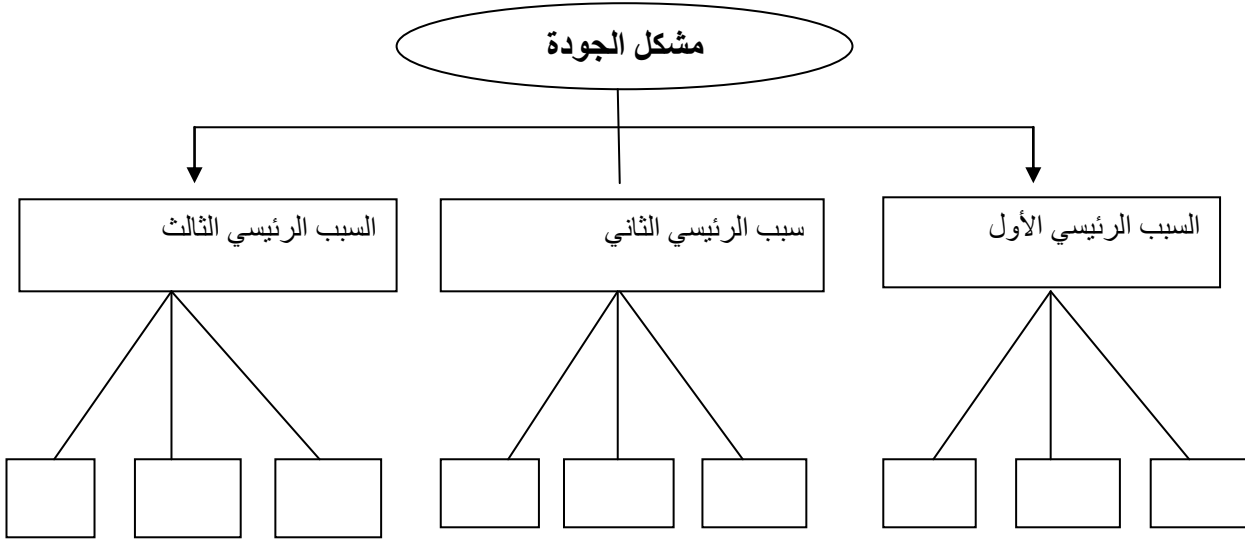 مشكل الجودة
السبب الرئيسي الأول
سبب الرئيسي الثاني
السبب الرئيسي الثالث